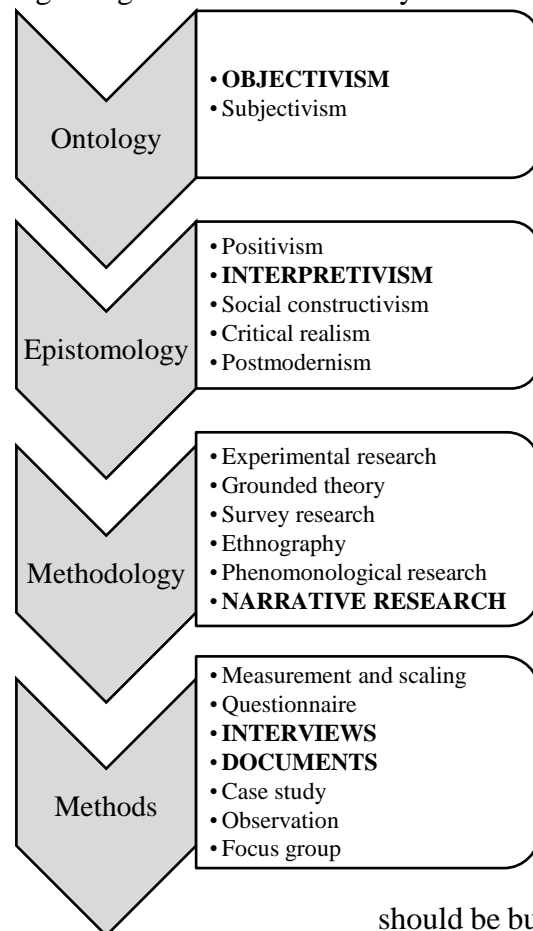 Ontology
• OBJECTIVISM
• Subjectivism
Epistomology
• Positivism
• INTERPRETIVISM
• Social constructivism
• Critical realism
• Postmodernism
Methodology
• Experimental research
• Grounded theory
• Survey research
• Ethnography
• Phenomonological research
• NARRATIVE RESEARCH
Methods
• Measurement and scaling
• Questionnaire
• INTERVIEWS
• DOCUMENTS
• Case study
• Observation
• Focus group
should be bu